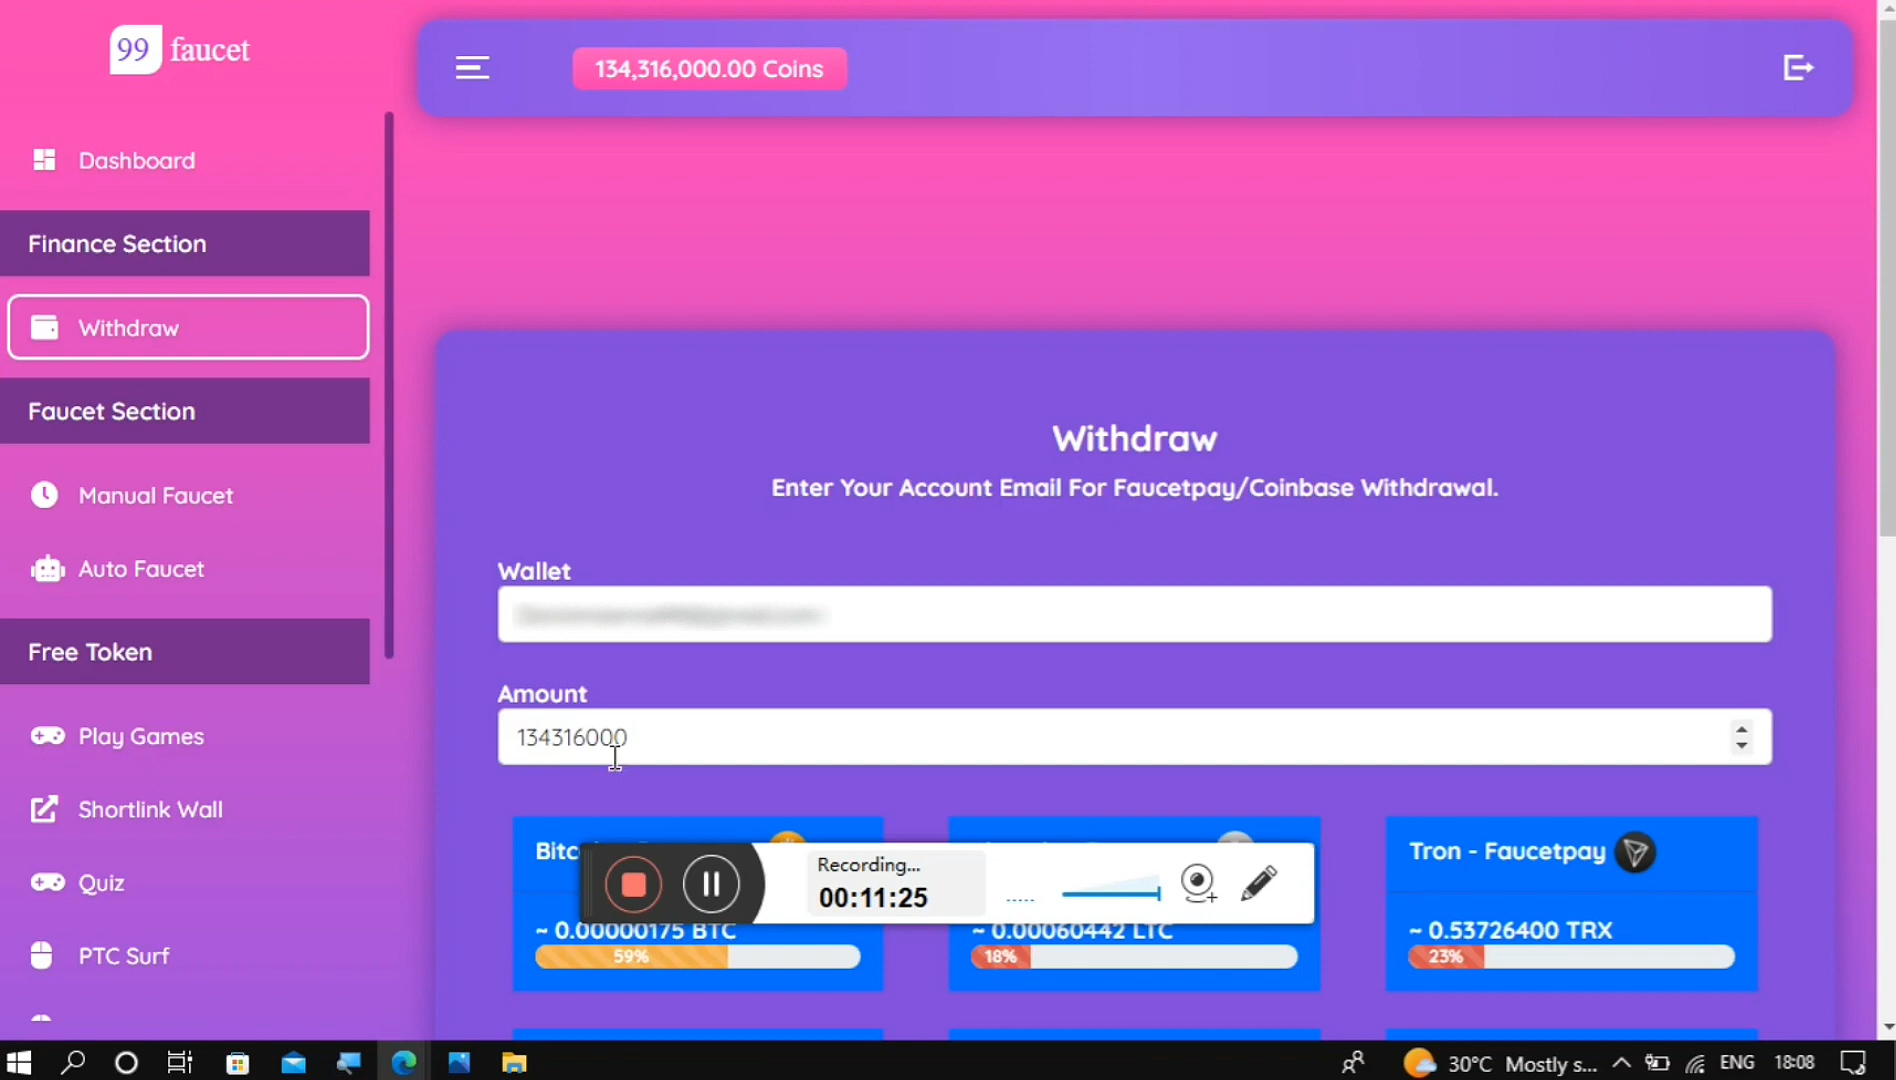 99 faucet
134,316,000.00 Coins
Dashboard
Finance Section
Withdraw
Faucet Section
Manual Faucet
Auto Faucet
Free Token
Play Games
Shortlink Wall
Quiz
PTC Surf
Withdraw
Enter Your Account Email For Faucetpay/Coinbase Withdrawal.
Wallet
Amount
134316000
Tron - Faucetpay
Recording...
00:11:25
~ 0.00000175 BTC
59%
~ 0.00060442 LTC
18%
~ 0.53726400 TRX
23%
30°C Mostly s...
ENG
18:08